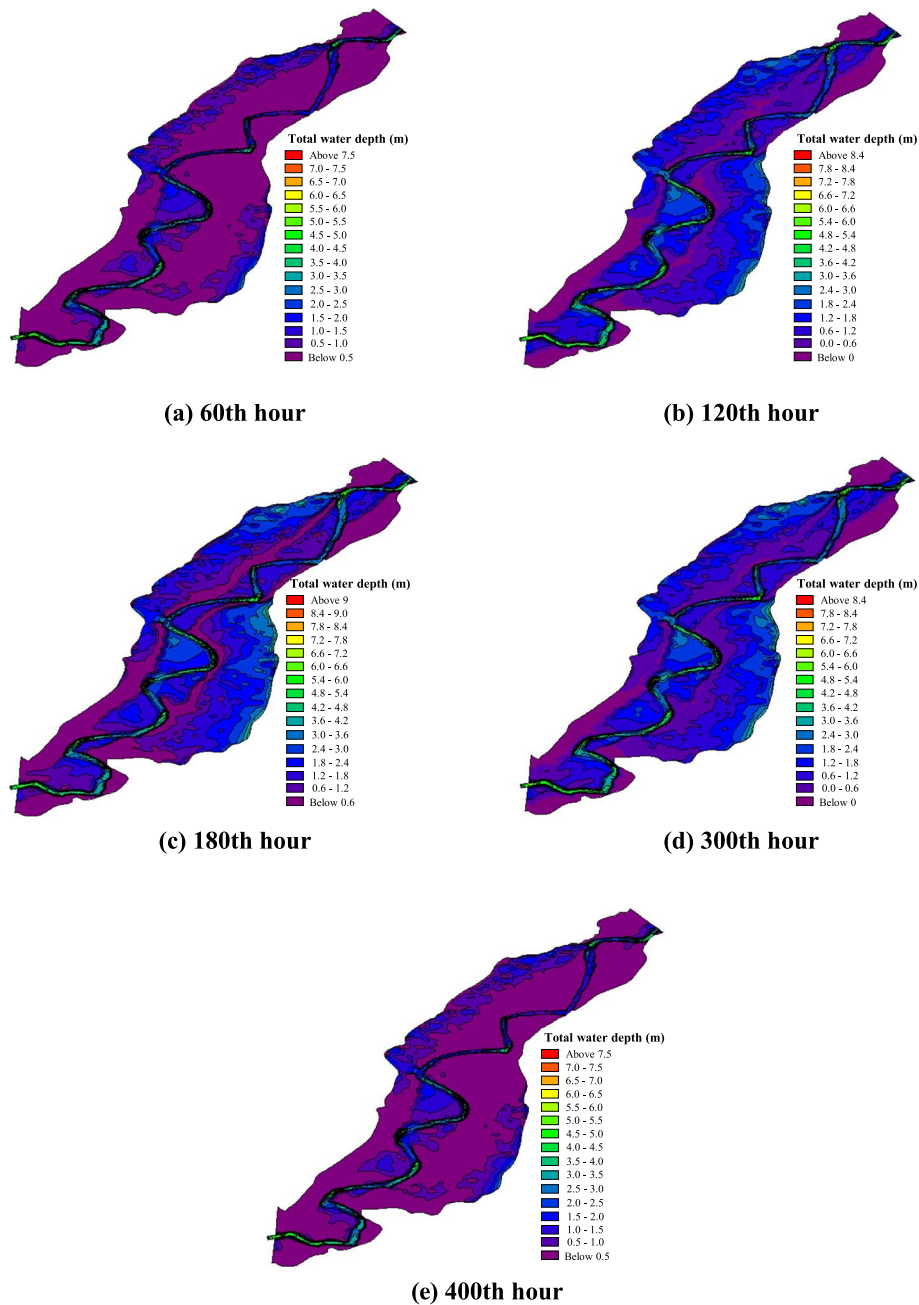 Total water depth (m)
Above 7.5
7.0 - 7.5
6.5 - 7.0
6.0 - 6.5
5.5 - 6.0
5.0 - 5.5
4.5 - 5.0
4.0 - 4.5
3.5 - 4.0
3.0 - 3.5
2.5 - 3.0
2.0 - 2.5
1.5 - 2.0
1.0 - 1.5
0.5 - 1.0
Below 0.5
(a) 60th hour
Total water depth (m)
Above 8.4
7.8 - 8.4
7.2 - 7.8
6.6 - 7.2
6.0 - 6.6
5.4 - 6.0
4.8 - 5.4
4.2 - 4.8
3.6 - 4.2
3.0 - 3.6
2.4 - 3.0
1.8 - 2.4
1.2 - 1.8
0.6 - 1.2
0.0 - 0.6
Below 0
(b) 120th hour
Total water depth (m)
Above 9
8.4 - 9.0
7.8 - 8.4
7.2 - 7.8
6.6 - 7.2
6.0 - 6.6
5.4 - 6.0
4.8 - 5.4
4.2 - 4.8
3.6 - 4.2
3.0 - 3.6
2.4 - 3.0
1.8 - 2.4
1.2 - 1.8
0.6 - 1.2
Below 0.6
(c) 180th hour
Total water depth (m)
Above 8.4
7.8 - 8.4
7.2 - 7.8
6.6 - 7.2
6.0 - 6.6
5.4 - 6.0
4.8 - 5.4
4.2 - 4.8
3.6 - 4.2
3.0 - 3.6
2.4 - 3.0
1.8 - 2.4
1.2 - 1.8
0.6 - 1.2
0.0 - 0.6
Below 0
(d) 300th hour
Total water depth (m)
Above 7.5
7.0 - 7.5
6.5 - 7.0
6.0 - 6.5
5.5 - 6.0
5.0 - 5.5
4.5 - 5.0
4.0 - 4.5
3.5 - 4.0
3.0 - 3.5
2.5 - 3.0
2.0 - 2.5
1.5 - 2.0
1.0 - 1.5
0.5 - 1.0
Below 0.5
(e) 400th hour